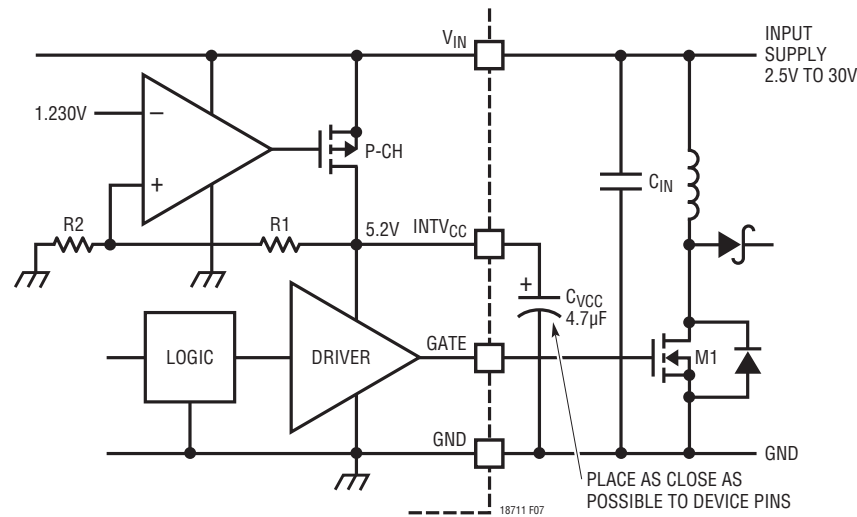 V_IN
INPUT
SUPPLY
2.5V TO 30V
1.230V
−
+
P-CH
C_IN
R2
R1
5.2V
INTV_CC
+
C_VCC
4.7µF
LOGIC
DRIVER
GATE
M1
GND
GND
PLACE AS CLOSE AS
POSSIBLE TO DEVICE PINS
18711 F07